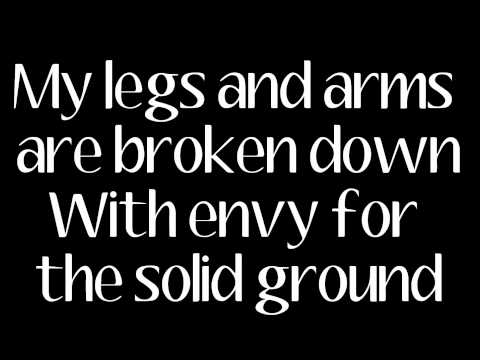 My legs and arms
are broken down
With envy for
the solid ground